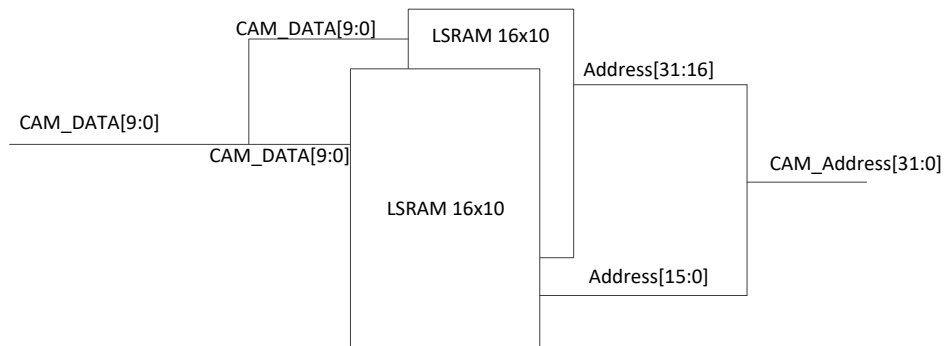 CAM_DATA[9:0]
LSRAM 16x10
Address[31:16]
CAM_DATA[9:0]
CAM_DATA[9:0]
CAM_Address[31:0]
LSRAM 16x10
Address[15:0]